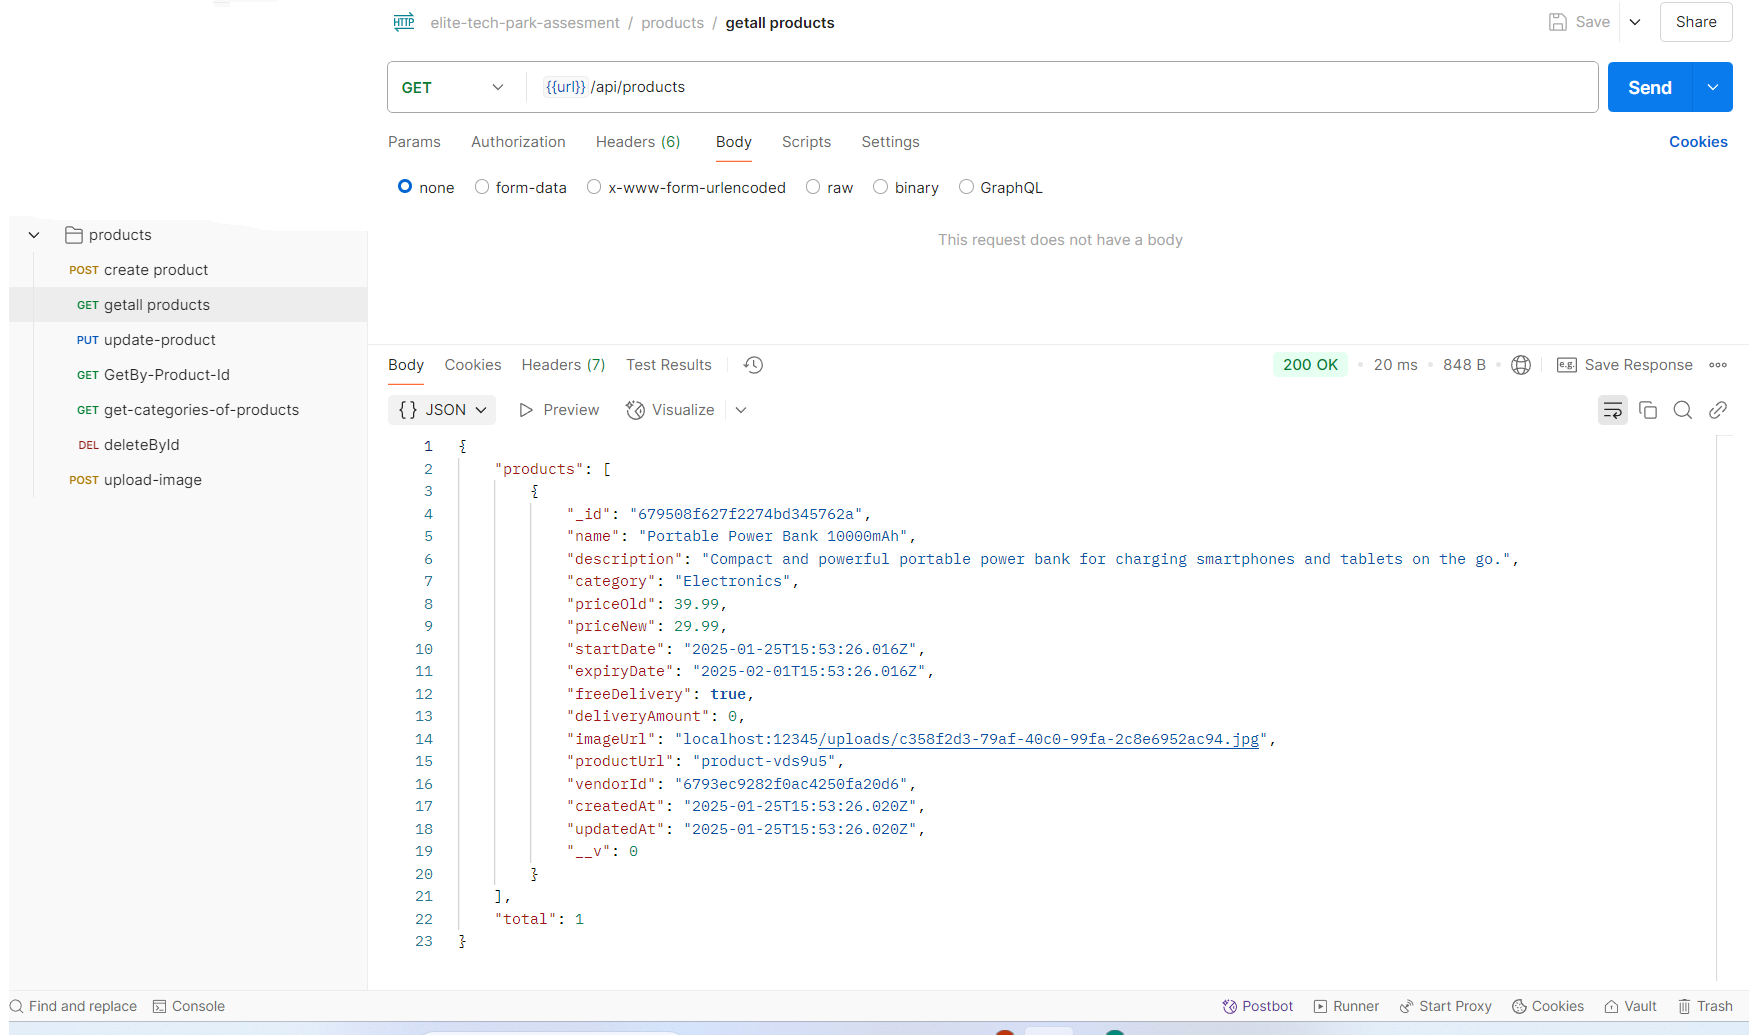 HTTP elite-tech-park-assesment / products / getall products Save Share
GET {{url}} /api/products Send
Params Authorization Headers (6) Body Scripts Settings Cookies
none form-data x-www-form-urlencoded raw binary GraphQL
This request does not have a body
products
POST create product
GET getall products
PUT update-product
GET GetBy-Product-Id
GET get-categories-of-products
DEL deleteById
POST upload-image
Body Cookies Headers (7) Test Results 200 OK • 20 ms • 848 B • e.g. Save Response
{} JSON Preview Visualize
1 {
2 "products": [
3 {
4 "_id": "679508f627f2274bd345762a",
5 "name": "Portable Power Bank 10000mAh",
6 "description": "Compact and powerful portable power bank for charging smartphones and tablets on the go.",
7 "category": "Electronics",
8 "priceOld": 39.99,
9 "priceNew": 29.99,
10 "startDate": "2025-01-25T15:53:26.016Z",
11 "expiryDate": "2025-02-01T15:53:26.016Z",
12 "freeDelivery": true,
13 "deliveryAmount": 0,
14 "imageUrl": "localhost:12345/uploads/c358f2d3-79af-40c0-99fa-2c8e6952ac94.jpg",
15 "productUrl": "product-vds9u5",
16 "vendorId": "6793ec9282f0ac4250fa20d6",
17 "createdAt": "2025-01-25T15:53:26.020Z",
18 "updatedAt": "2025-01-25T15:53:26.020Z",
19 "__v": 0
20 }
21 ],
22 "total": 1
23 }
Find and replace Console Postbot Runner Start Proxy Cookies Vault Trash